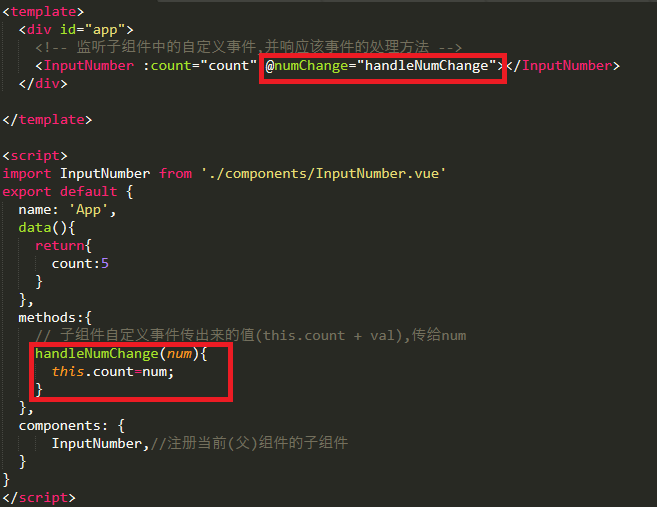 <template>
<div id="app">
<!-- 监听子组件中的自定义事件,并响应该事件的处理方法 -->
<InputNumber :count="count" @numChange="handleNumChange"></InputNumber>
</div>
</template>
<script>
import InputNumber from './components/InputNumber.vue'
export default {
name: 'App',
data(){
return{
count:5
}
},
methods:{
// 子组件自定义事件传出来的值(this.count + val),传给num
handleNumChange(num){
this.count=num;
}
},
components: {
InputNumber,//注册当前(父)组件的子组件
}
}
</script>